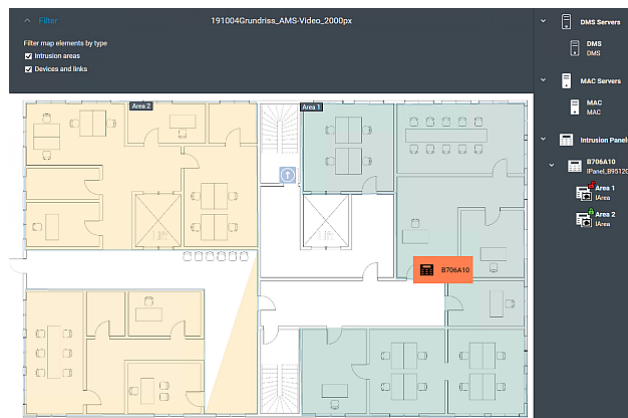 Filter
191004Grundriss_AMS-Video_2000px
Filter map elements by type
Intrusion areas
Devices and links
Area 2
Area 1
B706A10
DMS Servers
DMS
DMS
MAC Servers
MAC
MAC
Intrusion Panels
B706A10
IPanel_B9512G
Area 1
IArea
Area 2
IArea